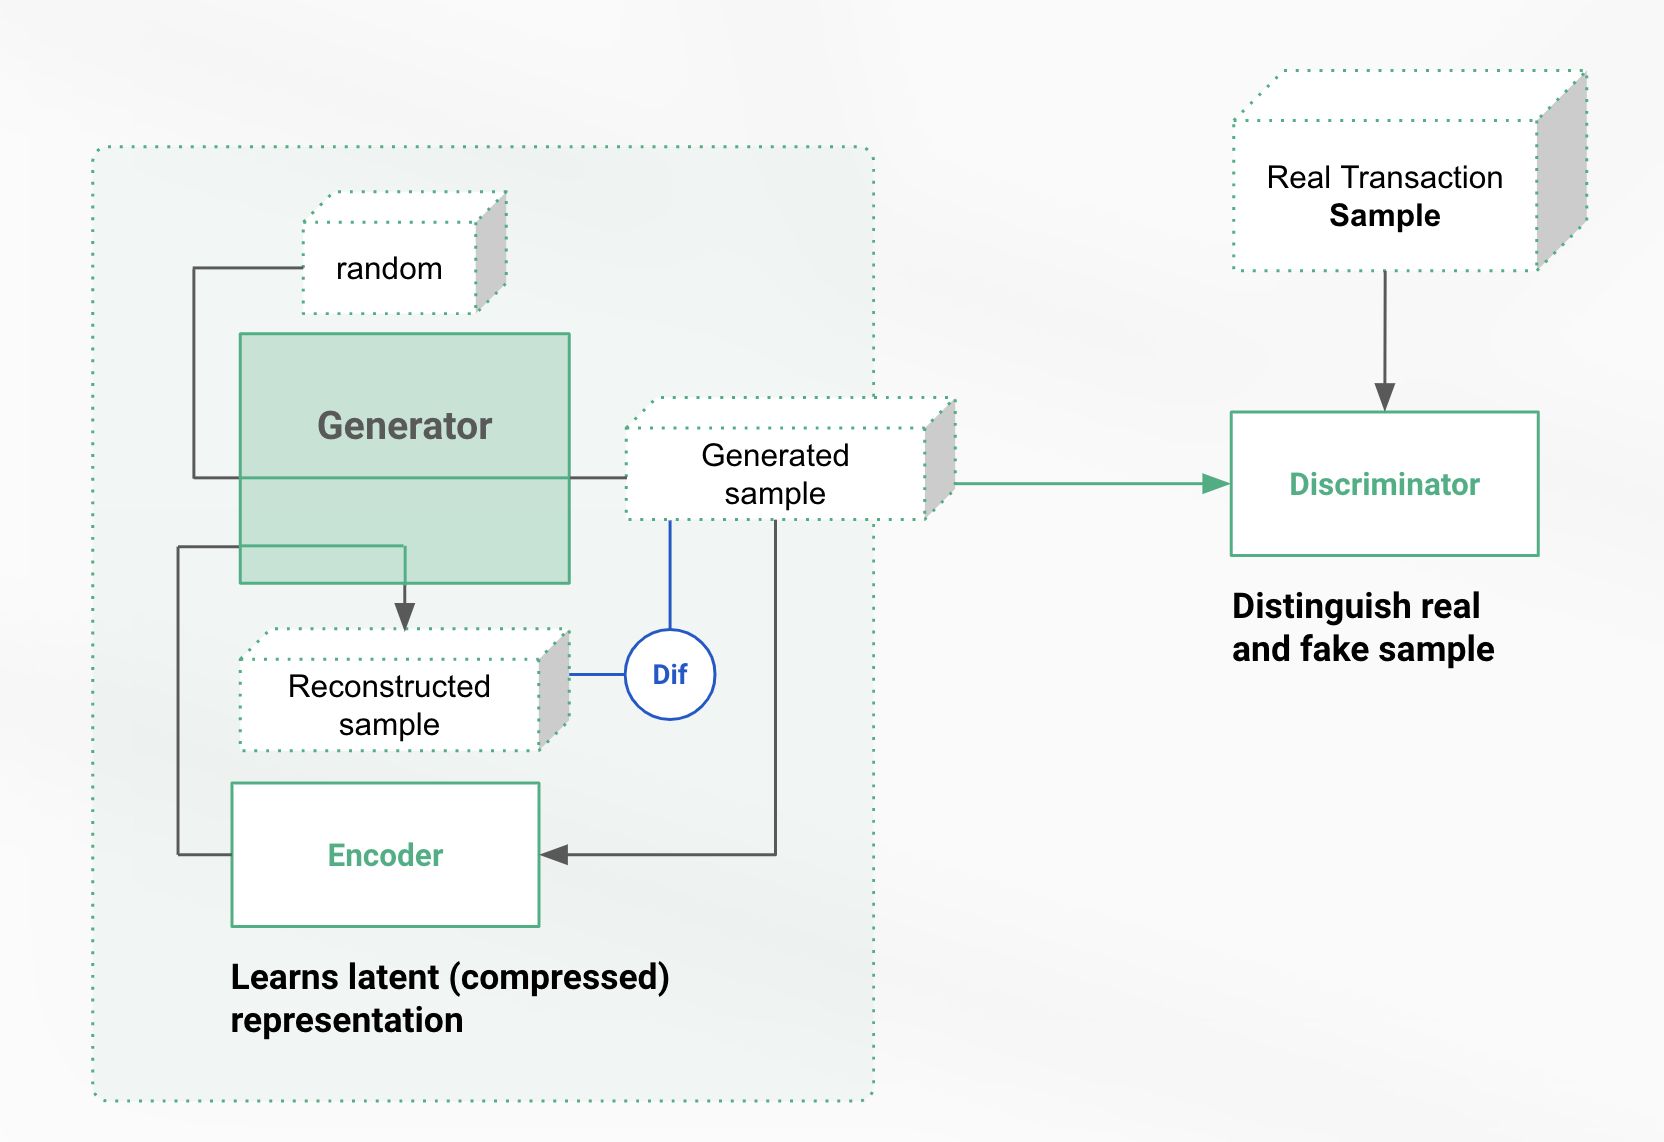 Real Transaction
Sample
random
Generator
Generated
sample
Discriminator
Distinguish real
and fake sample
Reconstructed
sample
Dif
Encoder
Learns latent (compressed)
representation